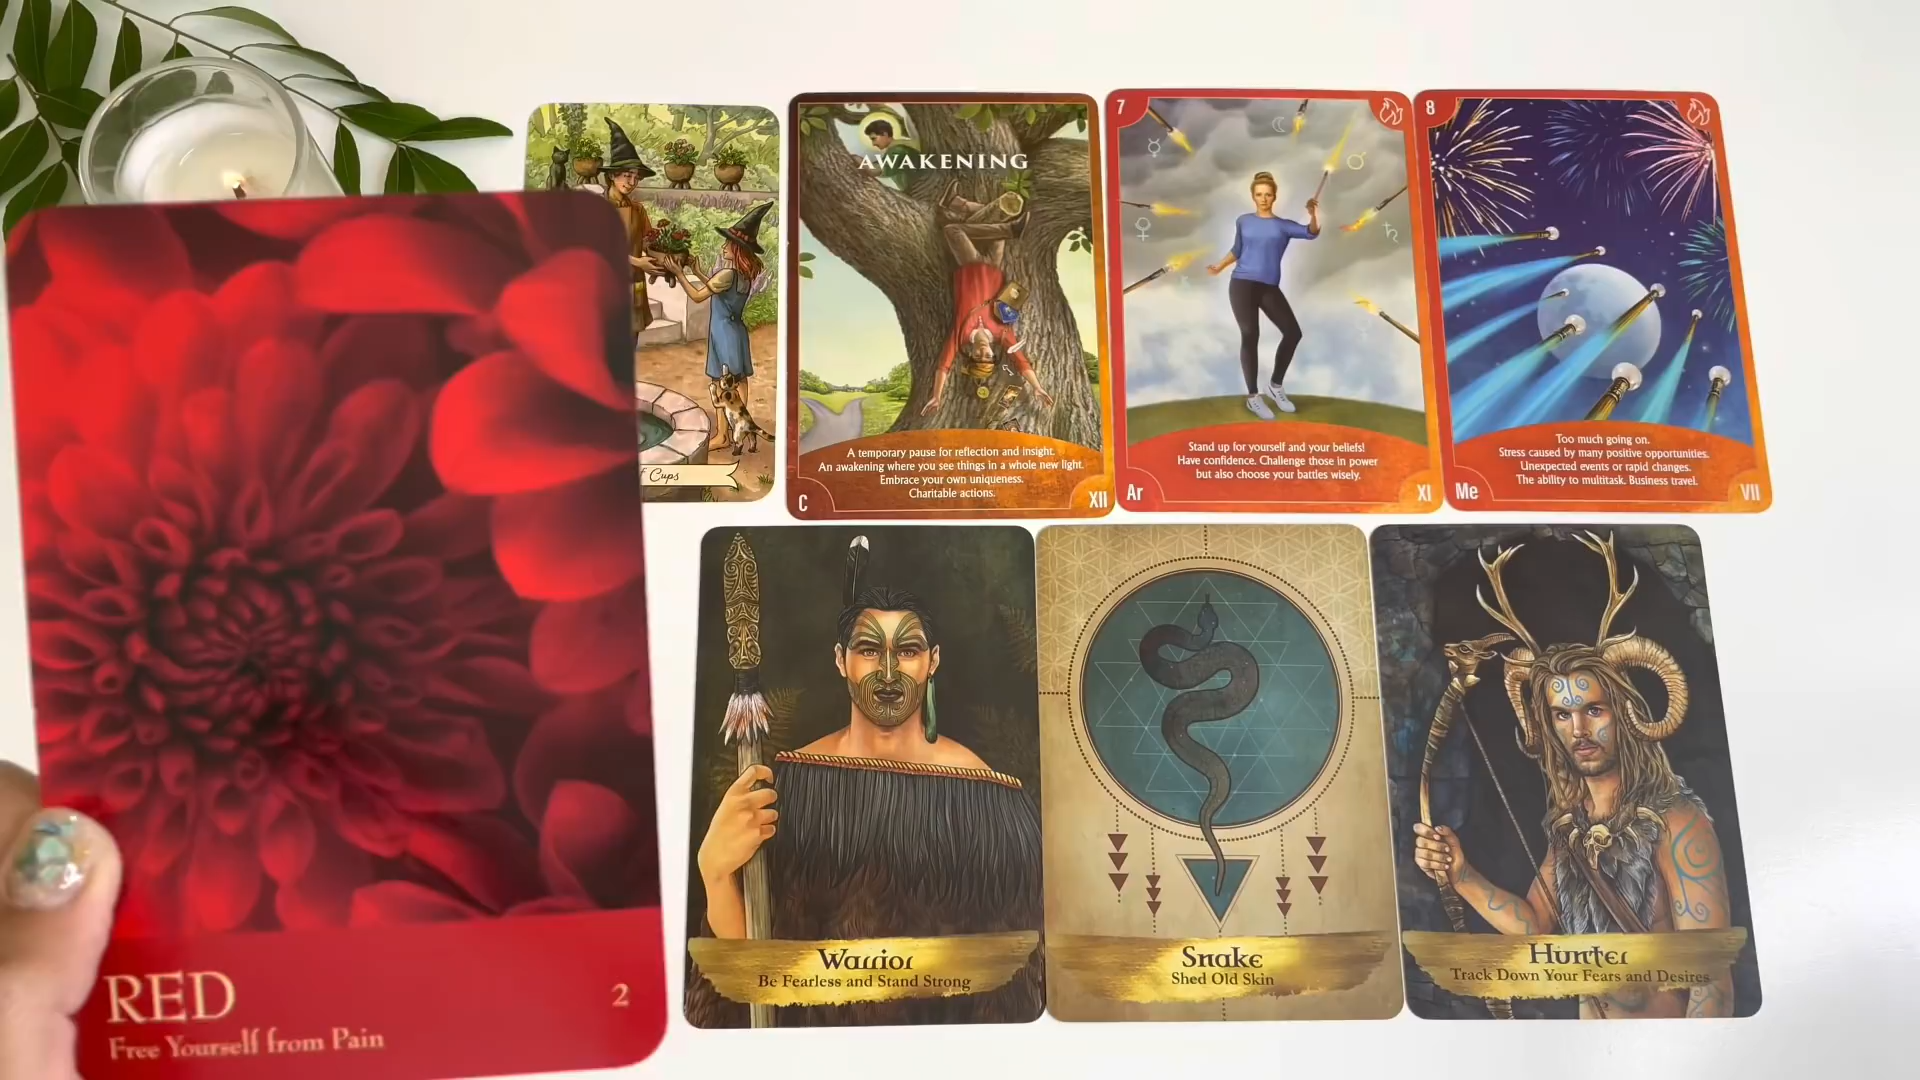 f Cups
AWAKENING
A temporary pause for reflection and insight.
An awakening where you see things in a whole new light.
Embrace your own uniqueness.
Charitable actions.
C
XII
7
Stand up for yourself and your beliefs!
Have confidence. Challenge those in power
but also choose your battles wisely.
Ar
XI
8
Too much going on.
Stress caused by many positive opportunities.
Unexpected events or rapid changes.
The ability to multitask. Business travel.
Me
VII
RED
2
Free Yourself from Pain
Warrior
Be Fearless and Stand Strong
Snake
Shed Old Skin
Hunter
Track Down Your Fears and Desires